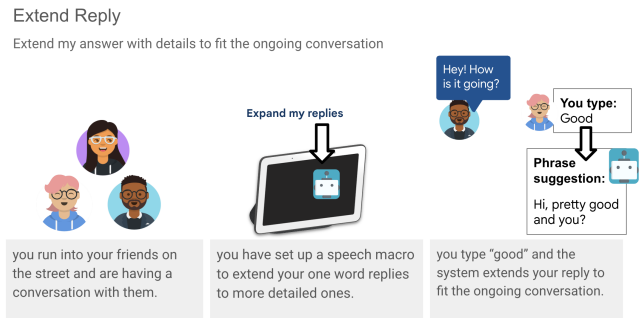 Extend Reply
Extend my answer with details to fit the ongoing conversation
Expand my replies
Hey! How
is it going?
You type:
Good
Phrase
suggestion:
Hi, pretty good
and you?
you run into your friends on
the street and are having a
conversation with them.
you have set up a speech macro
to extend your one word replies
to more detailed ones.
you type “good” and the
system extends your reply to
fit the ongoing conversation.